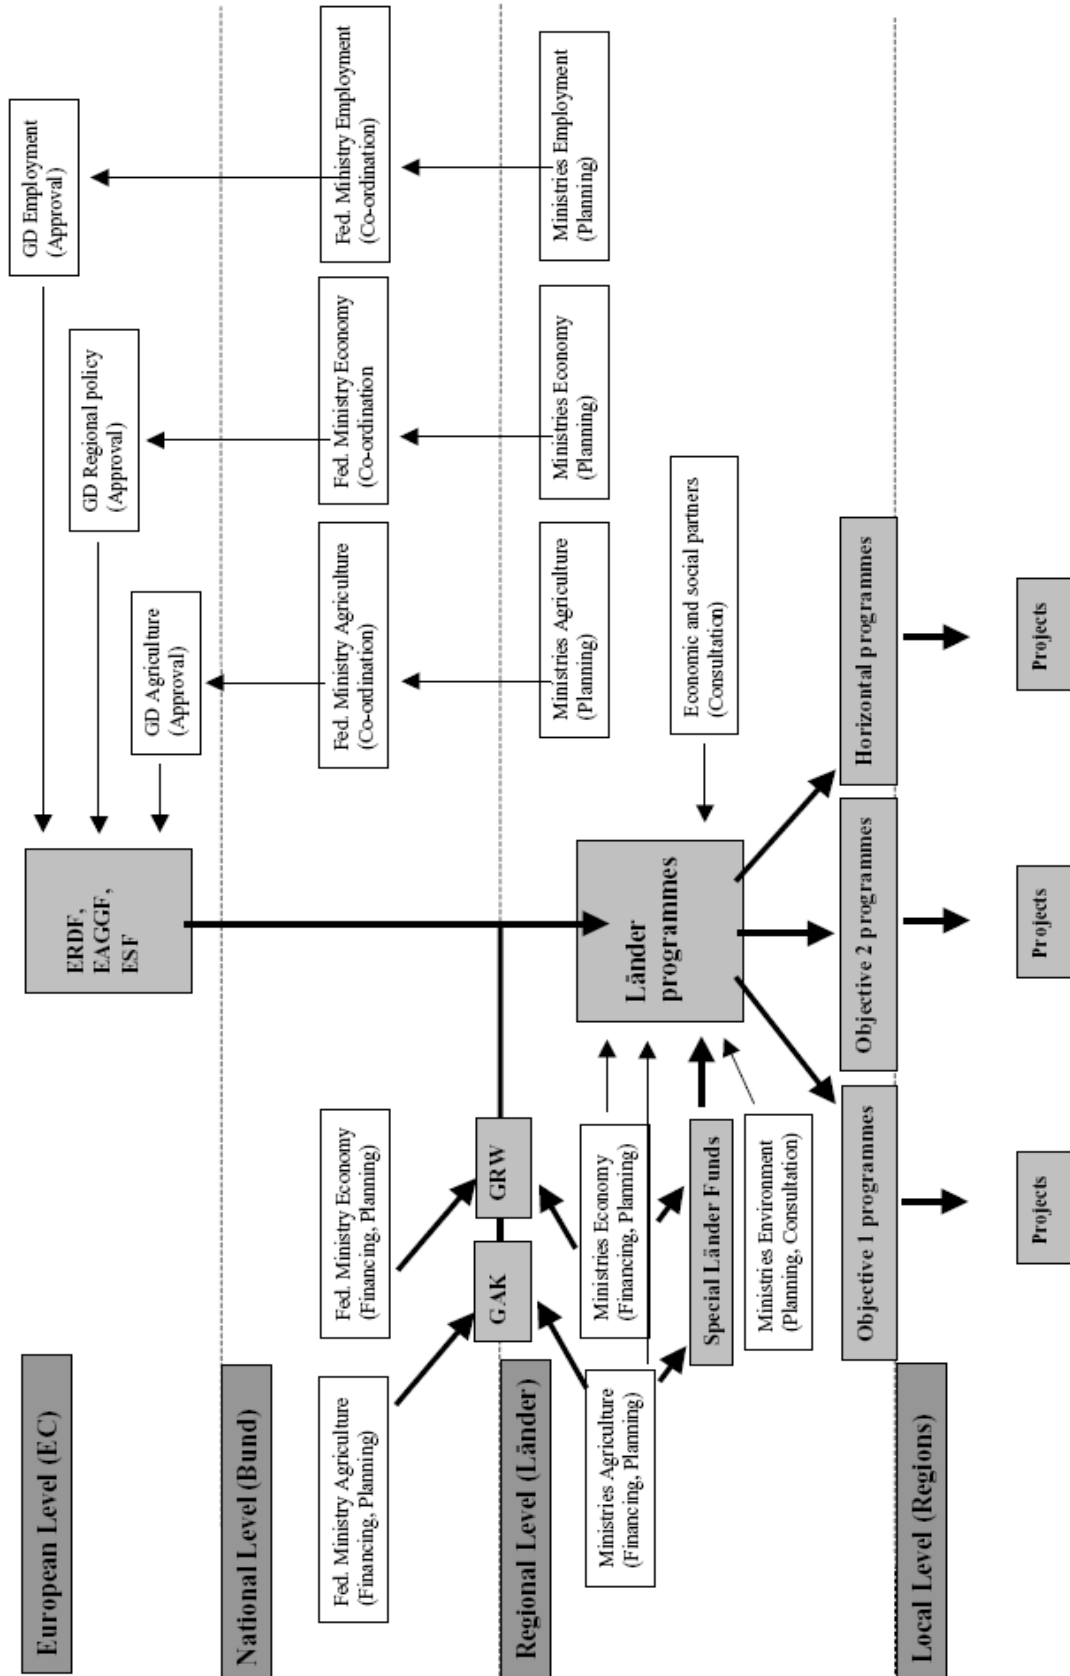 European Level (EC)
ERDF,
EAGGF,
ESF
GD Agriculture
(Approval)
GD Regional policy
(Approval)
GD Employment
(Approval)
National Level (Bund)
Fed. Ministry Agriculture
(Financing, Planning)
Fed. Ministry Economy
(Financing, Planning)
Fed. Ministry Agriculture
(Co-ordination)
Fed. Ministry Economy
(Co-ordination
Fed. Ministry Employment
(Co-ordination)
GAK
GRW
Regional Level (Länder)
Ministries Agriculture
(Financing, Planning)
Ministries Economy
(Financing, Planning)
Länder
programmes
Ministries Agriculture
(Planning)
Ministries Economy
(Planning)
Ministries Employment
(Planning)
Special Länder Funds
Economic and social partners
(Consultation)
Ministries Environment
(Planning, Consultation)
Objective 1 programmes
Objective 2 programmes
Horizontal programmes
Local Level (Regions)
Projects
Projects
Projects